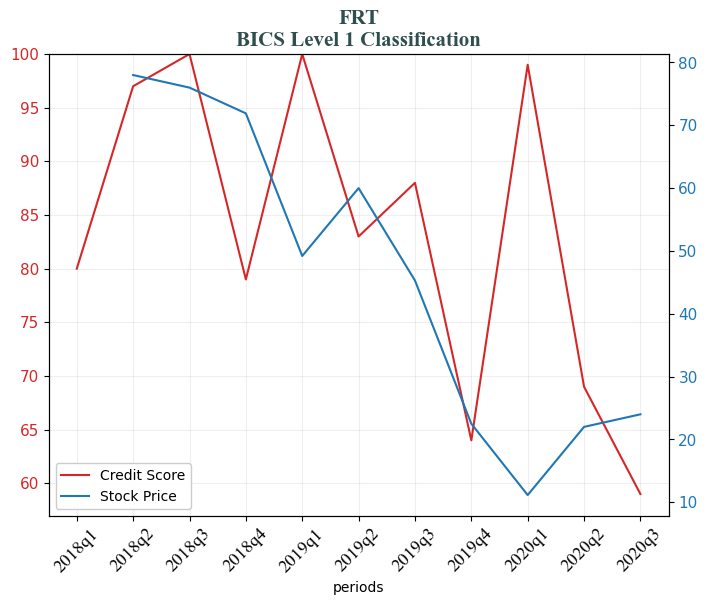 FRT
BICS Level 1 Classification
100
95
90
85
80
75
70
65
60
80
70
60
50
40
30
20
10
Credit Score
Stock Price
2018q1
2018q2
2018q3
2018q4
2019q1
2019q2
2019q3
2019q4
2020q1
2020q2
2020q3
periods